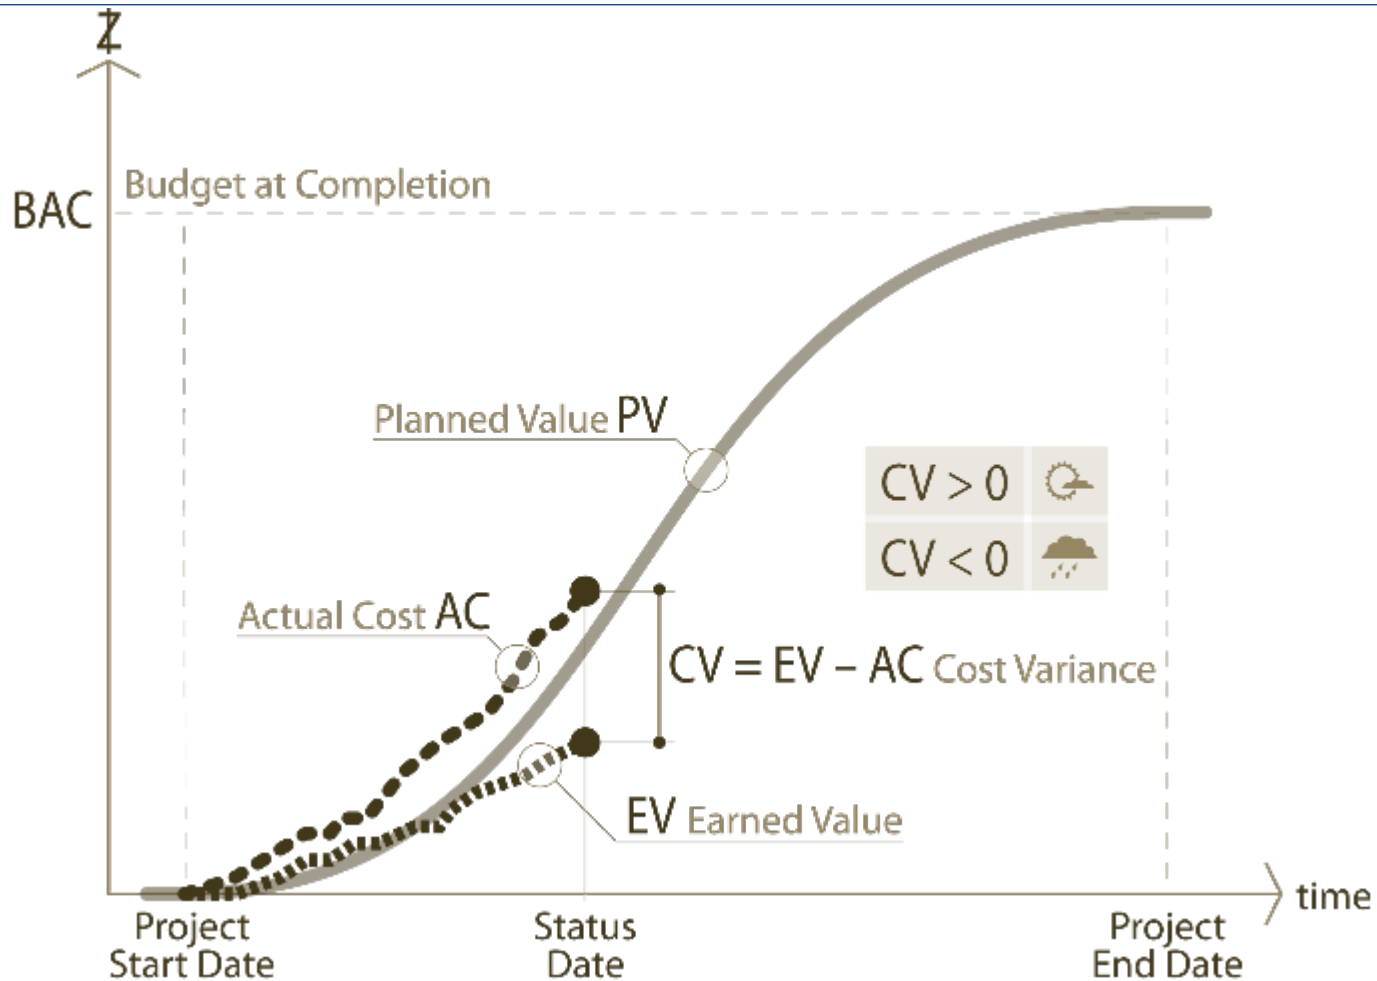 BAC
Budget at Completion
Planned Value PV
CV > 0
CV < 0
Actual Cost AC
CV = EV – AC Cost Variance
EV Earned Value
time
Project
Start Date
Status
Date
Project
End Date